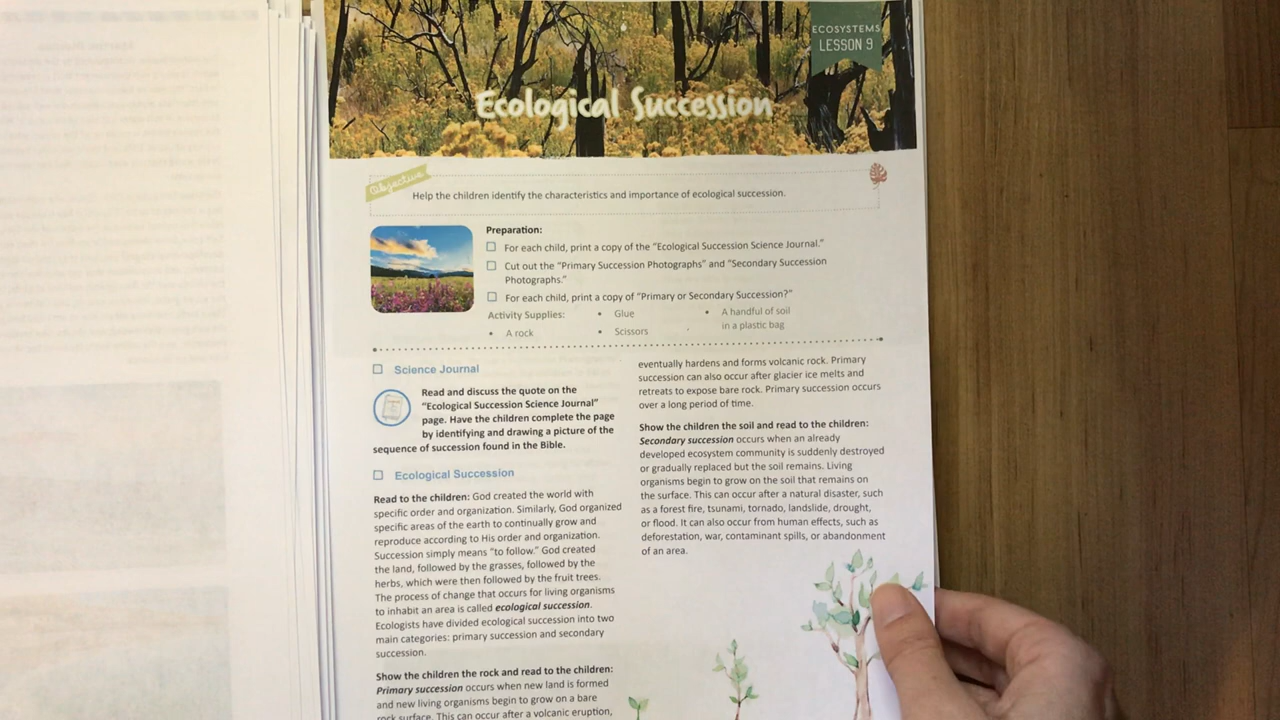 ECOSYSTEMS
LESSON 9
Ecological Succession
Objective
Help the children identify the characteristics and importance of ecological succession.
Preparation:
For each child, print a copy of the “Ecological Succession Science Journal.”
Cut out the “Primary Succession Photographs” and “Secondary Succession
Photographs.”
For each child, print a copy of “Primary or Secondary Succession?”
Activity Supplies:
• A rock
• Glue
• Scissors
• A handful of soil
in a plastic bag
Science Journal
Read and discuss the quote on the
“Ecological Succession Science Journal”
page. Have the children complete the page
by identifying and drawing a picture of the
sequence of succession found in the Bible.
Ecological Succession
Read to the children: God created the world with
specific order and organization. Similarly, God organized
specific areas of the earth to continually grow and
reproduce according to His order and organization.
Succession simply means “to follow.” God created
the land, followed by the grasses, followed by the
herbs, which were then followed by the fruit trees.
The process of change that occurs for living organisms
to inhabit an area is called ecological succession.
Ecologists have divided ecological succession into two
main categories: primary succession and secondary
succession.
Show the children the rock and read to the children:
Primary succession occurs when new land is formed
and new living organisms begin to grow on a bare
rock surface. This can occur after a volcanic eruption,
eventually hardens and forms volcanic rock. Primary
succession can also occur after glacier ice melts and
retreats to expose bare rock. Primary succession occurs
over a long period of time.
Show the children the soil and read to the children:
Secondary succession occurs when an already
developed ecosystem community is suddenly destroyed
or gradually replaced but the soil remains. Living
organisms begin to grow on the soil that remains on
the surface. This can occur after a natural disaster, such
as a forest fire, tsunami, tornado, landslide, drought,
or flood. It can also occur from human effects, such as
deforestation, war, contaminant spills, or abandonment
of an area.